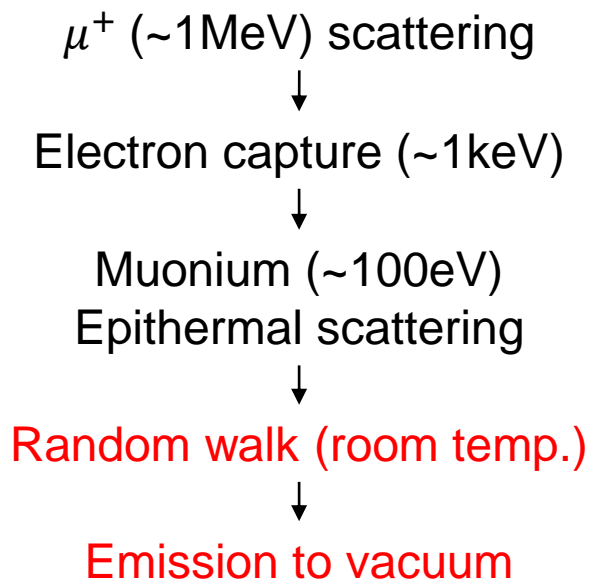 μ⁺ (~1MeV) scattering
Electron capture (~1keV)
Muonium (~100eV)
Epithermal scattering
Random walk (room temp.)
Emission to vacuum